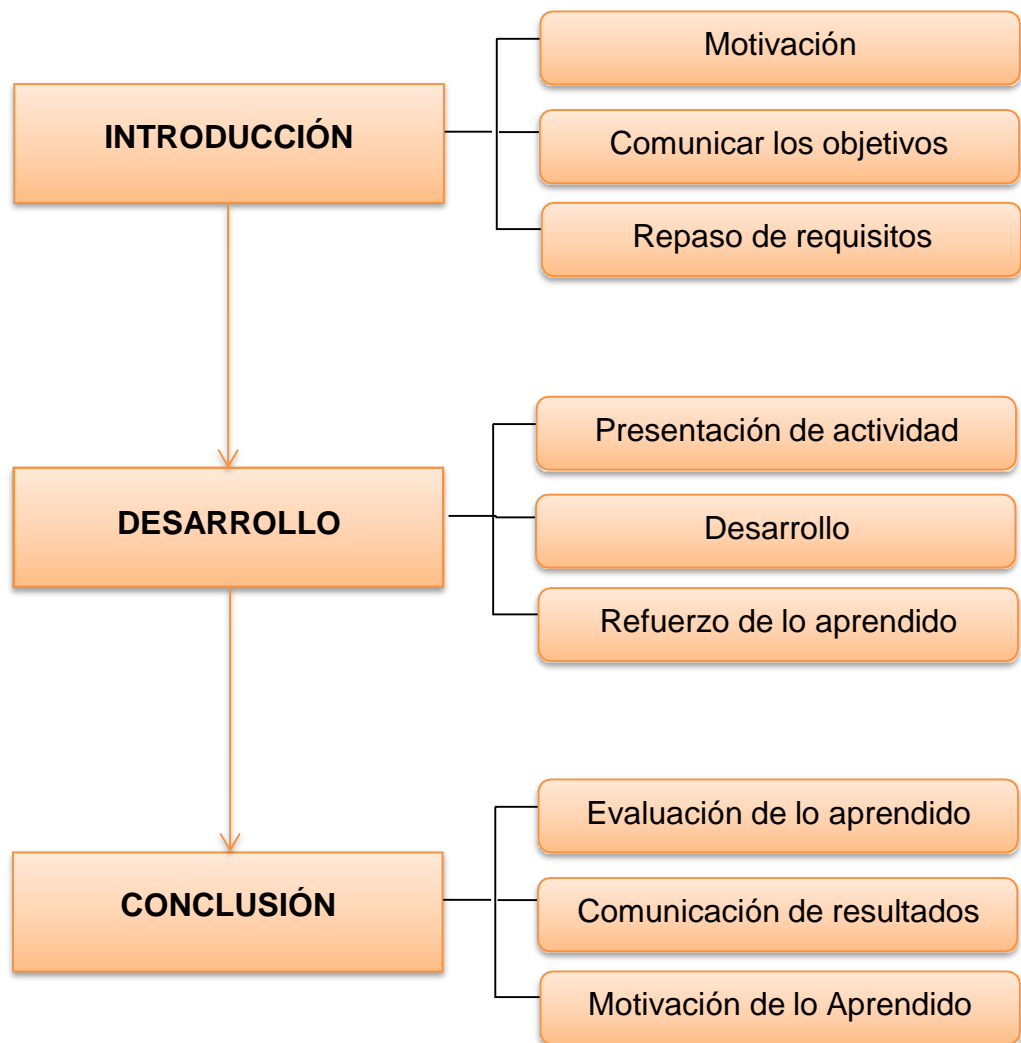 INTRODUCCIÓN
Motivación
Comunicar los objetivos
Repaso de requisitos
DESARROLLO
Presentación de actividad
Desarrollo
Refuerzo de lo aprendido
CONCLUSIÓN
Evaluación de lo aprendido
Comunicación de resultados
Motivación de lo Aprendido